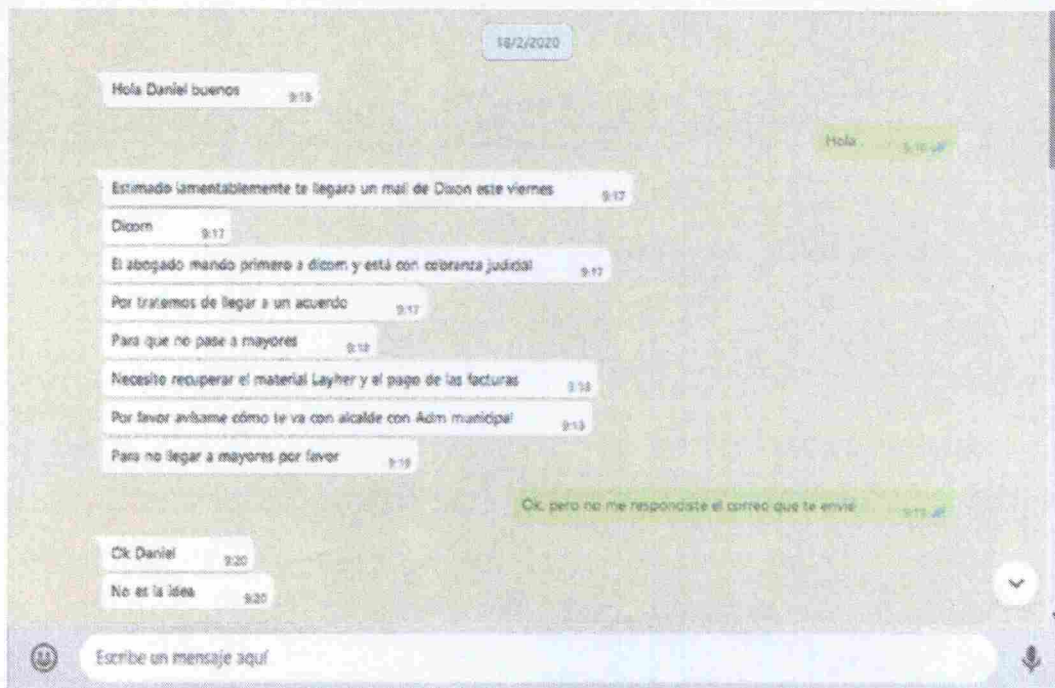 18/2/2020
Hola Daniel buenos
Hola
Estimado lamentablemente te llegara un mail de Dixon este viernes 9:17
Dicom 9:17
El abogado mando primero a dicom y está con cobranza judicial 9:17
Por tratemos de llegar a un acuerdo 9:17
Para que no pase a mayores 9:18
Necesito recuperar el material Layher y el pago de las facturas 9:18
Por favor avísame cómo te va con alcalde con Adm municipal
Para no llegar a mayores por favor
Ok, pero no me respondiste el correo que te envié
Ok Daniel 9:20
No es la idea 9:20
Escribe un mensaje aquí